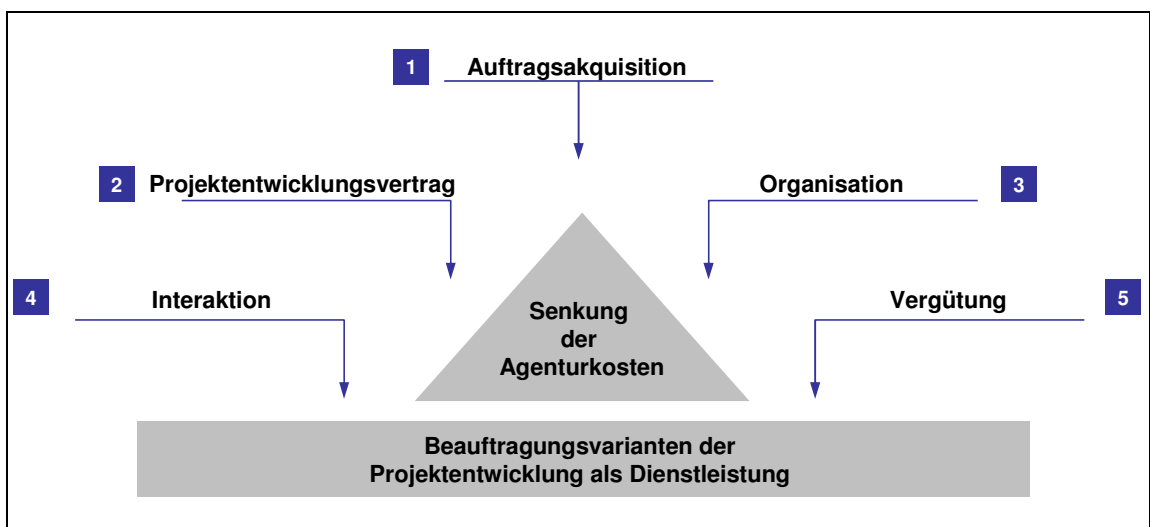 1 Auftragsakquisition
2 Projektentwicklungsvertrag
Organisation 3
4 Interaktion
Vergütung 5
Senkung
der
Agenturkosten
Beauftragungsvarianten der
Projektentwicklung als Dienstleistung